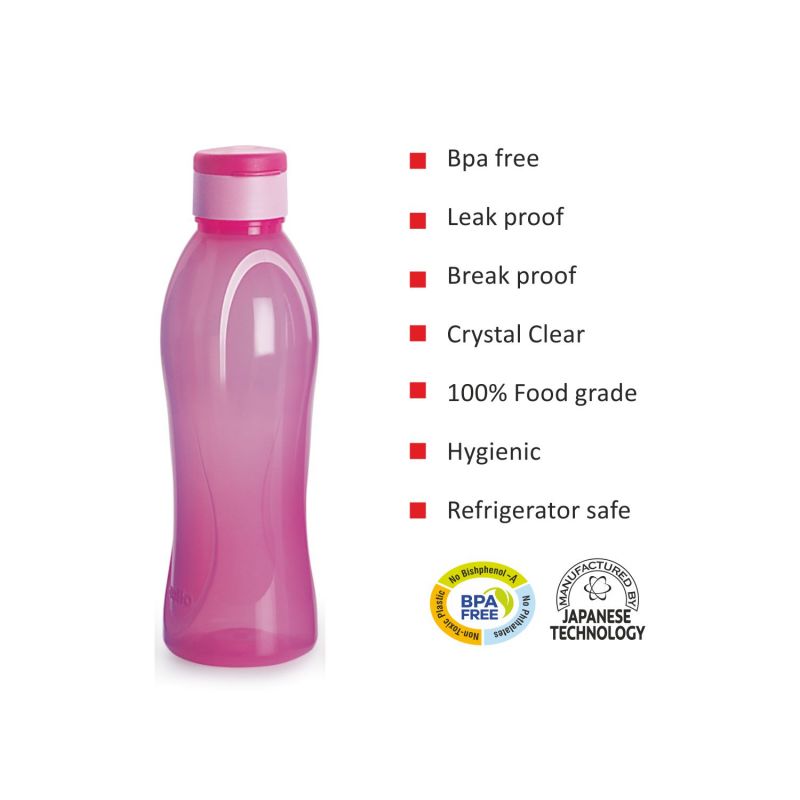 Bpa free
Leak proof
Break proof
Crystal Clear
100% Food grade
Hygienic
Refrigerator safe
No Bishphenol -A
BPA
FREE
Non-Toxic Plastic
No Phthalates
MANUFACTURED BY
JAPANESE
TECHNOLOGY